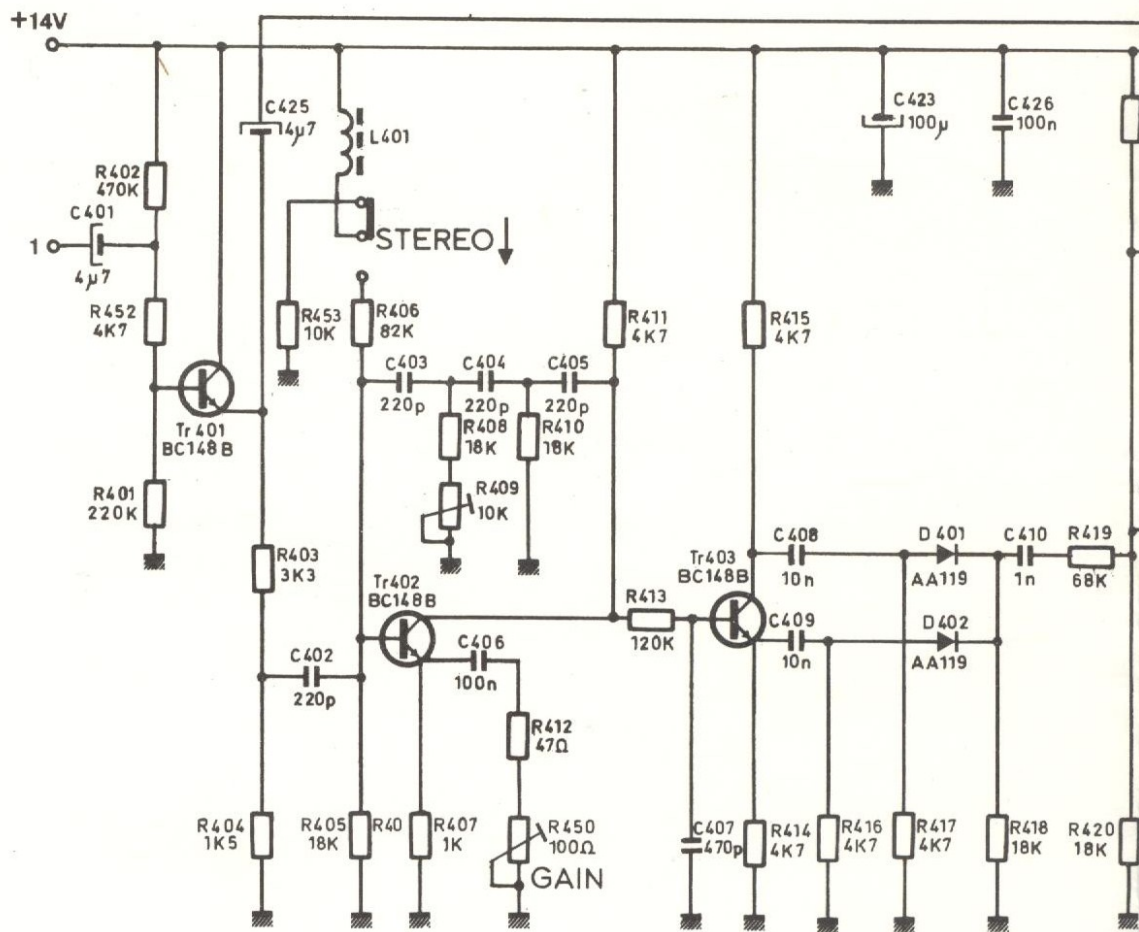 +14V
C425
4µ7
L401
C423
100µ
C426
100n
R402
470K
C401
1
4µ7
STEREO ↓
R452
4K7
R453
10K
R406
82K
R411
4K7
R415
4K7
C403
220p
C404
220p
C405
220p
Tr401
BC148B
R408
18K
R410
18K
R401
220K
R409
10K
R403
3K3
Tr402
BC148B
Tr403
BC148B
C408
10n
D401
AA119
C410
1n
R419
68K
R413
120K
C409
10n
D402
AA119
C402
220p
C406
100n
R412
47Ω
R404
1K5
R405
18K
R40
R407
1K
R450
100Ω
GAIN
C407
470p
R414
4K7
R416
4K7
R417
4K7
R418
18K
R420
18K